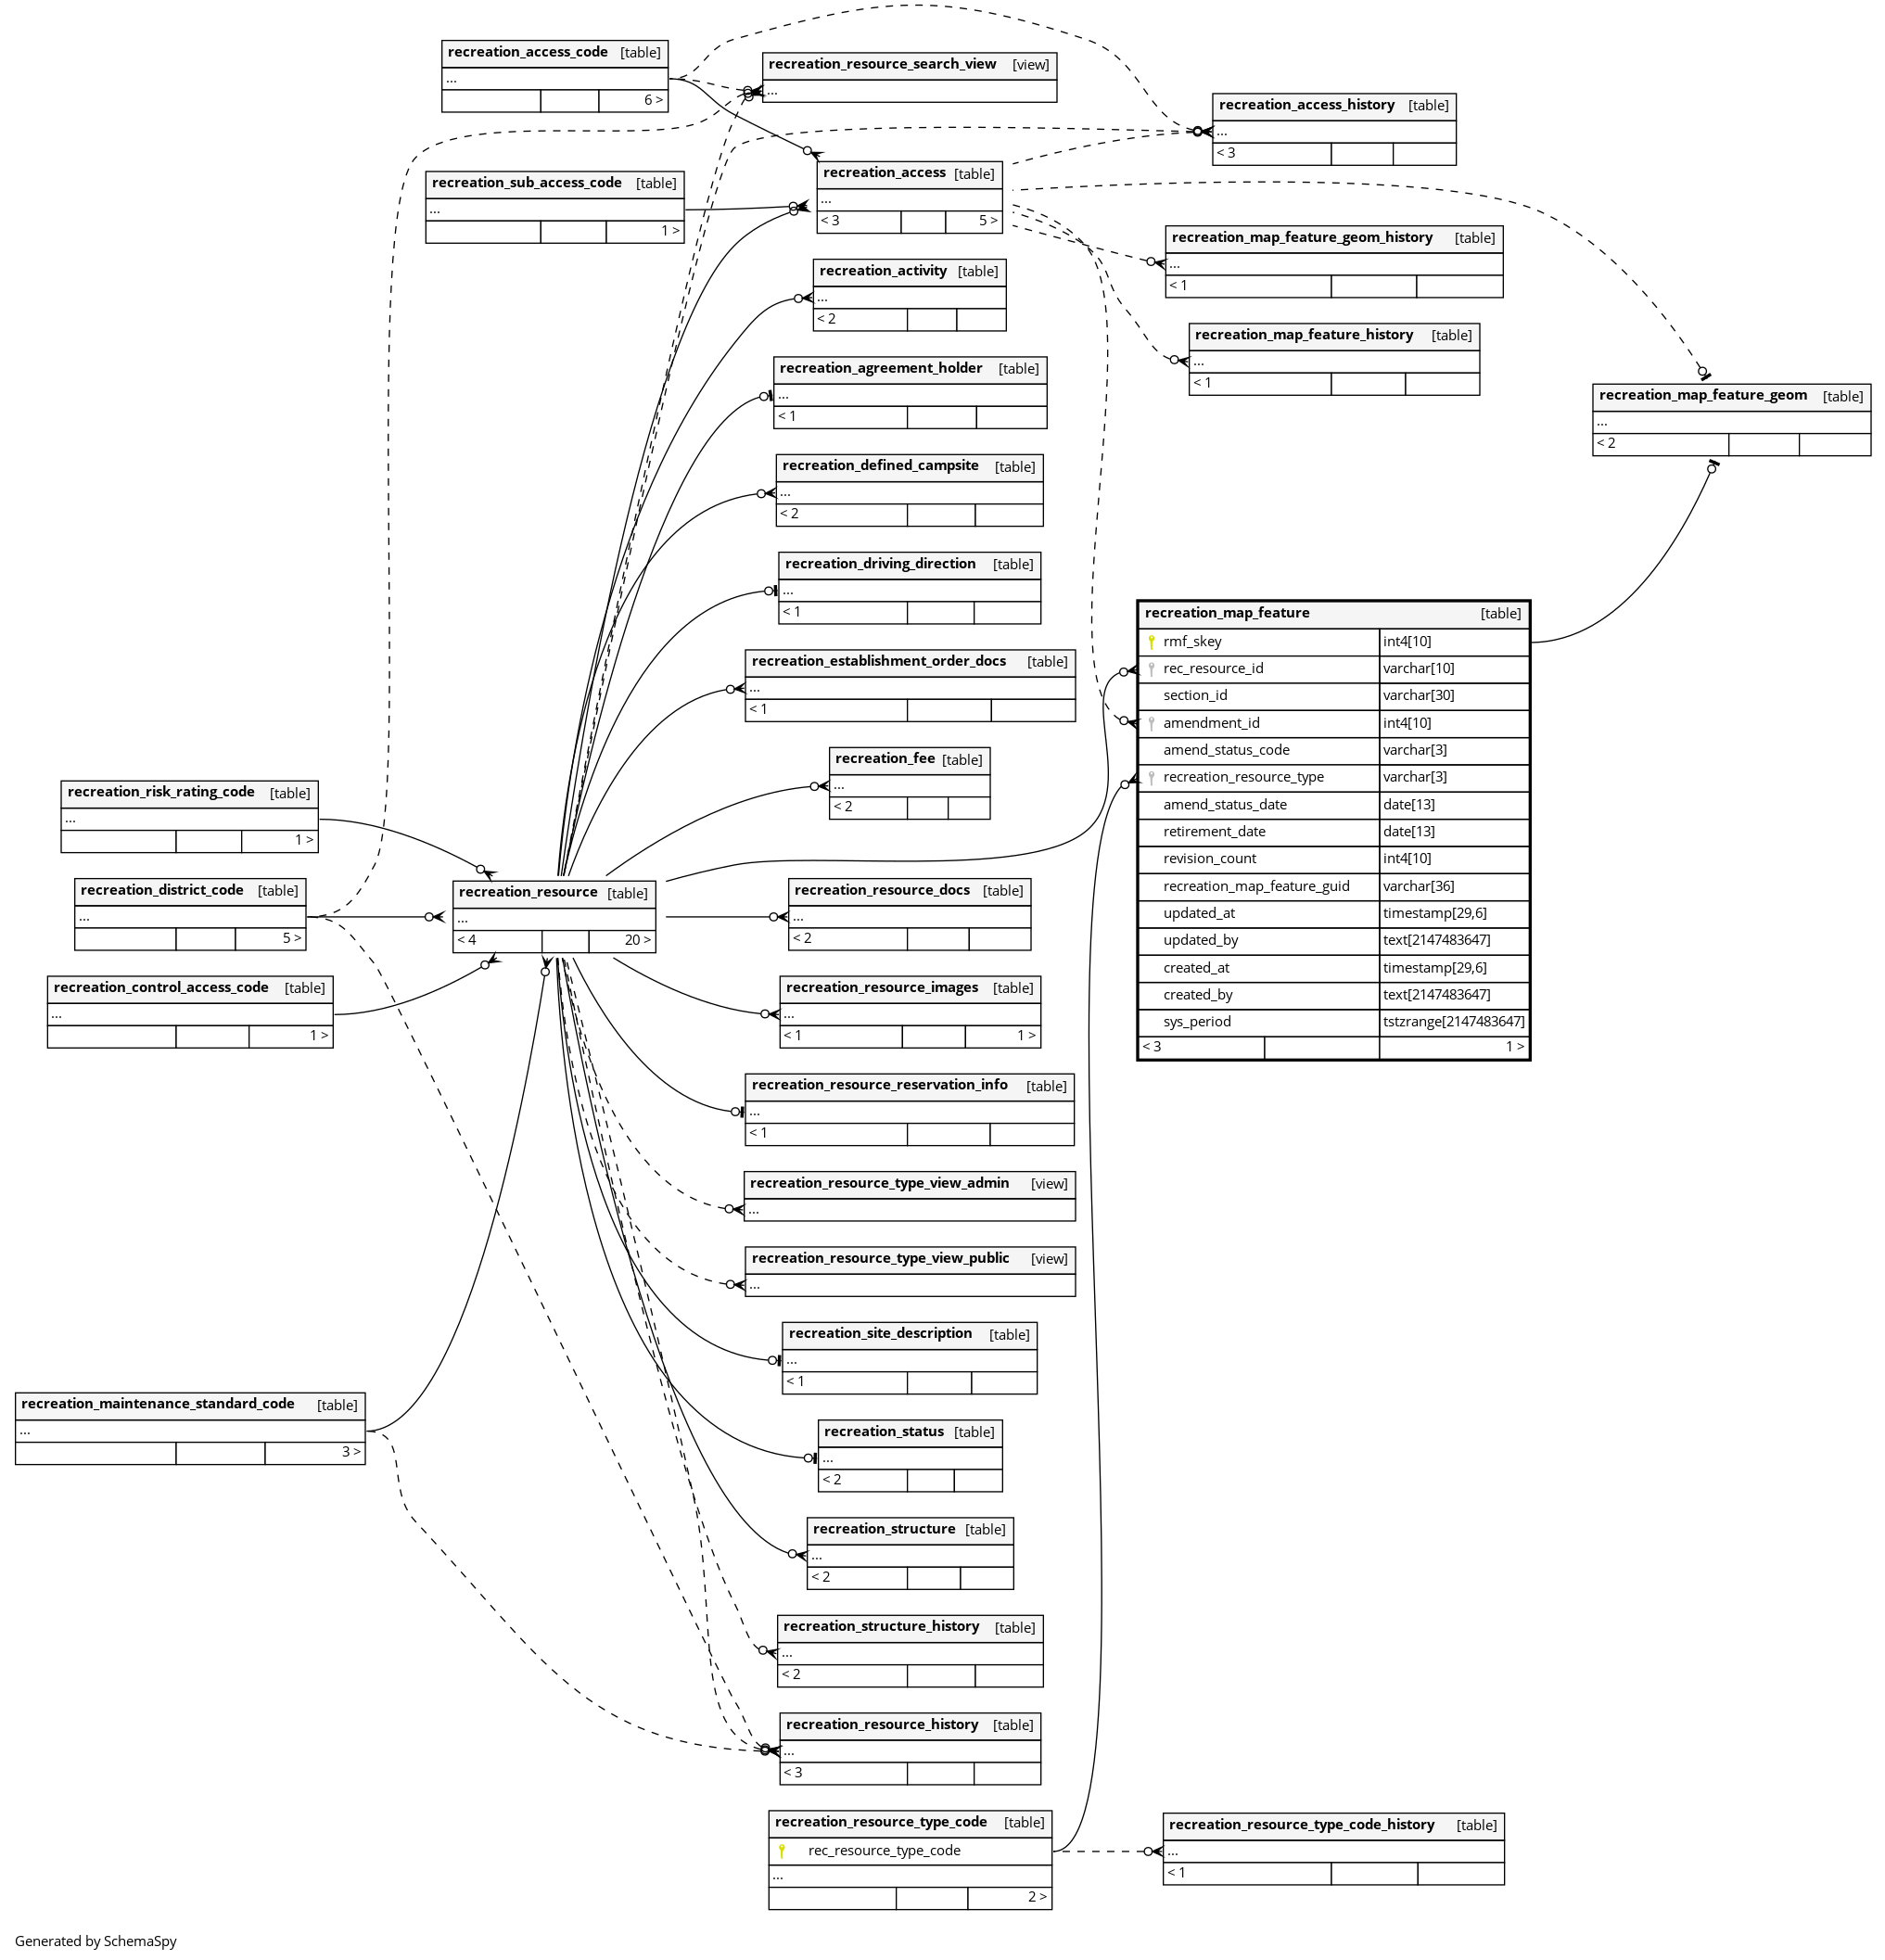 recreation_access_code [table]
...
6 >
recreation_resource_search_view [view]
...
recreation_access_history [table]
...
< 3
recreation_sub_access_code [table]
...
1 >
recreation_access [table]
...
< 3 5 >
recreation_map_feature_geom_history [table]
...
< 1
recreation_activity [table]
...
< 2
recreation_map_feature_history [table]
...
< 1
recreation_agreement_holder [table]
...
< 1
recreation_map_feature_geom [table]
...
< 2
recreation_defined_campsite [table]
...
< 2
recreation_driving_direction [table]
...
< 1
recreation_map_feature [table]
rmf_skey int4[10]
rec_resource_id varchar[10]
section_id varchar[30]
amendment_id int4[10]
amend_status_code varchar[3]
recreation_resource_type varchar[3]
amend_status_date date[13]
retirement_date date[13]
revision_count int4[10]
recreation_map_feature_guid varchar[36]
updated_at timestamp[29,6]
updated_by text[2147483647]
created_at timestamp[29,6]
created_by text[2147483647]
sys_period tstzrange[2147483647]
< 3 1 >
recreation_establishment_order_docs [table]
...
< 1
recreation_fee [table]
...
< 2
recreation_risk_rating_code [table]
...
1 >
recreation_district_code [table]
...
5 >
recreation_resource [table]
...
< 4 20 >
recreation_resource_docs [table]
...
< 2
recreation_control_access_code [table]
...
1 >
recreation_resource_images [table]
...
< 1 1 >
recreation_resource_reservation_info [table]
...
< 1
recreation_resource_type_view_admin [view]
...
recreation_resource_type_view_public [view]
...
recreation_site_description [table]
...
< 1
recreation_maintenance_standard_code [table]
...
3 >
recreation_status [table]
...
< 2
recreation_structure [table]
...
< 2
recreation_structure_history [table]
...
< 2
recreation_resource_history [table]
...
< 3
recreation_resource_type_code [table]
rec_resource_type_code
...
2 >
recreation_resource_type_code_history [table]
...
< 1
Generated by SchemaSpy